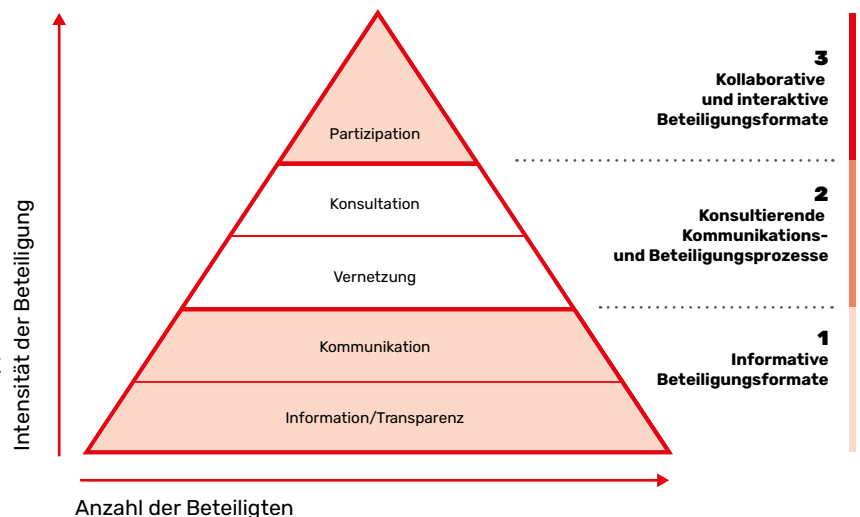 Intensität der Beteiligung
Partizipation
Konsultation
Vernetzung
Kommunikation
Information/Transparenz
Anzahl der Beteiligten
3
Kollaborative
und interaktive
Beteiligungsformate
2
Konsultierende
Kommunikations-
und Beteiligungsprozesse
1
Informative
Beteiligungsformate